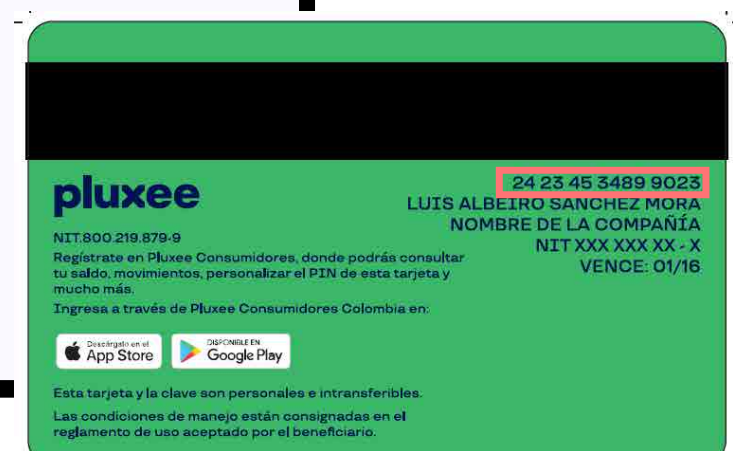 pluxee
NIT.800.219.879-9
Regístrate en Pluxee Consumidores, donde podrás consultar
tu saldo, movimientos, personalizar el PIN de esta tarjeta y
mucho más.
Ingresa a través de Pluxee Consumidores Colombia en:
Descárgalo en el
App Store
DISPONIBLE EN
Google Play
Esta tarjeta y la clave son personales e intransferibles.
Las condiciones de manejo están consignadas en el
reglamento de uso aceptado por el beneficiario.
24 23 45 3489 9023
LUIS ALBEIRO SANCHEZ MORA
NOMBRE DE LA COMPAÑÍA
NIT XXX XXX XX - X
VENCE: 01/16